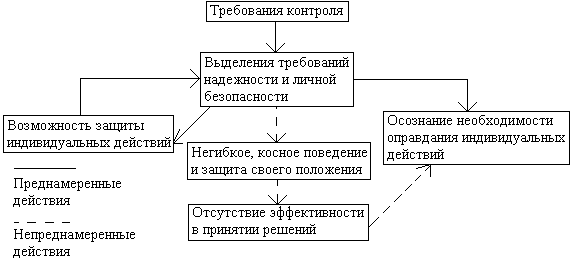 Требования контроля
Выделения требований
надежности и личной
безопасности
Возможность защиты
индивидуальных действий
Осознание необходимости
оправдания индивидуальных
действий
Негибкое, косное поведение
и защита своего положения
Преднамеренные
действия
Отсутствие эффективности
в принятии решений
Непреднамеренные
действия